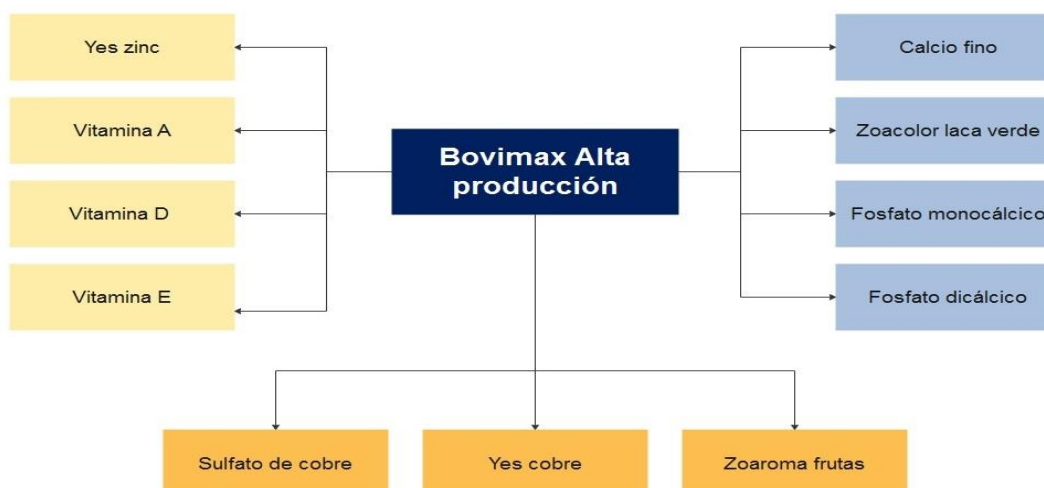 Yes zinc
Vitamina A
Vitamina D
Vitamina E
Bovimax Alta
producción
Calcio fino
Zoacolor laca verde
Fosfato monocálcico
Fosfato dicálcico
Sulfato de cobre
Yes cobre
Zoaroma frutas